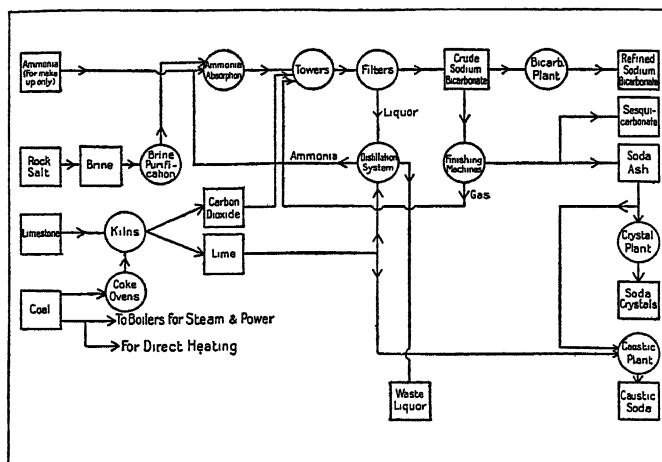 Ammonia
(for make
up only)
Ammonia
Absorption
Towers
Filters
Crude
Sodium
Bicarbonate
Bicarb.
Plant
Refined
Sodium
Bicarbonate
Liquor
Sesqui-
carbonate
Rock
Salt
Brine
Brine
Purifi-
cation
Ammonia
Distillation
System
Finishing
Machines
Soda
Ash
Gas
Carbon
Dioxide
Limestone
Kilns
Lime
Crystal
Plant
Coke
Ovens
Coal
To Boilers for Steam & Power
For Direct Heating
Soda
Crystals
Caustic
Plant
Waste
Liquor
Caustic
Soda